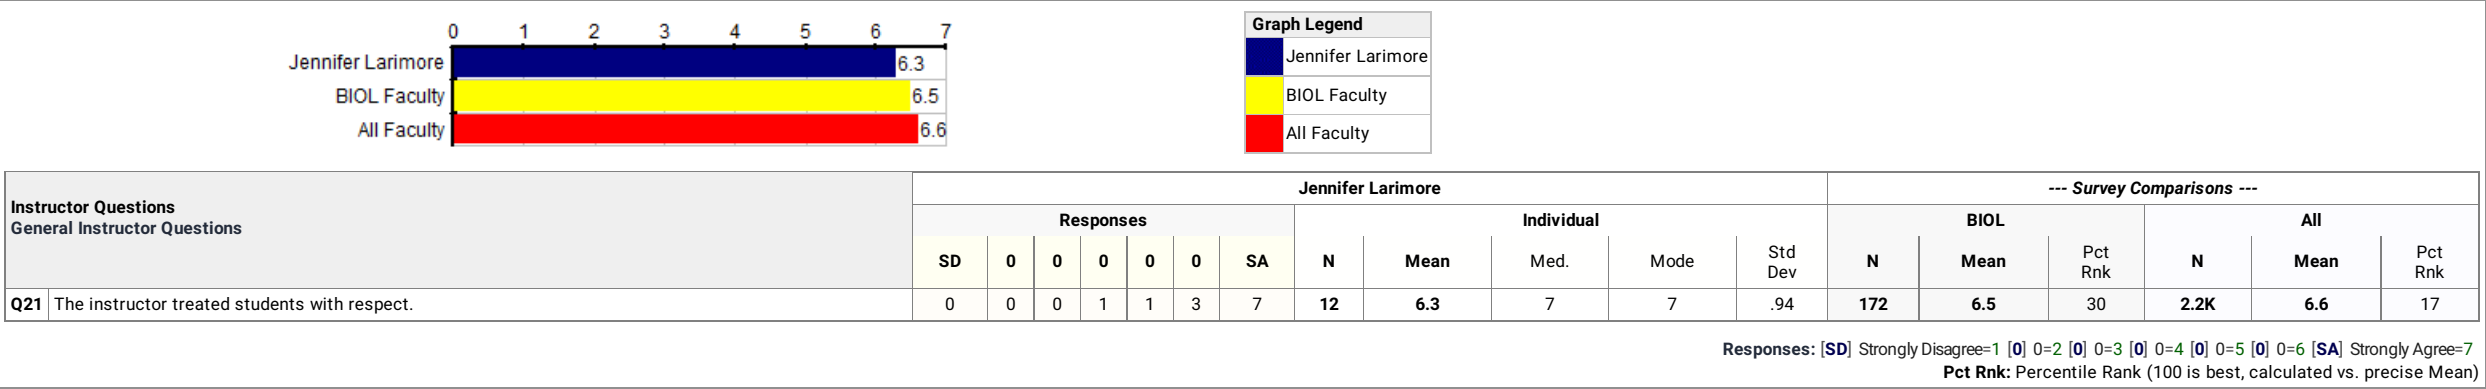 0 1 2 3 4 5 6 7
Jennifer Larimore 6.3
BIOL Faculty 6.5
All Faculty 6.6
Graph Legend
Jennifer Larimore
BIOL Faculty
All Faculty
Instructor Questions
General Instructor Questions
Jennifer Larimore --- Survey Comparisons ---
Responses Individual BIOL All
SD 0 0 0 0 0 SA N Mean Med. Mode Std Dev N Mean Pct Rnk N Mean Pct Rnk
Q21 The instructor treated students with respect. 0 0 0 1 1 3 7 12 6.3 7 7 .94 172 6.5 30 2.2K 6.6 17
Responses: [SD] Strongly Disagree=1 [0] 0=2 [0] 0=3 [0] 0=4 [0] 0=5 [0] 0=6 [SA] Strongly Agree=7
Pct Rnk: Percentile Rank (100 is best, calculated vs. precise Mean)